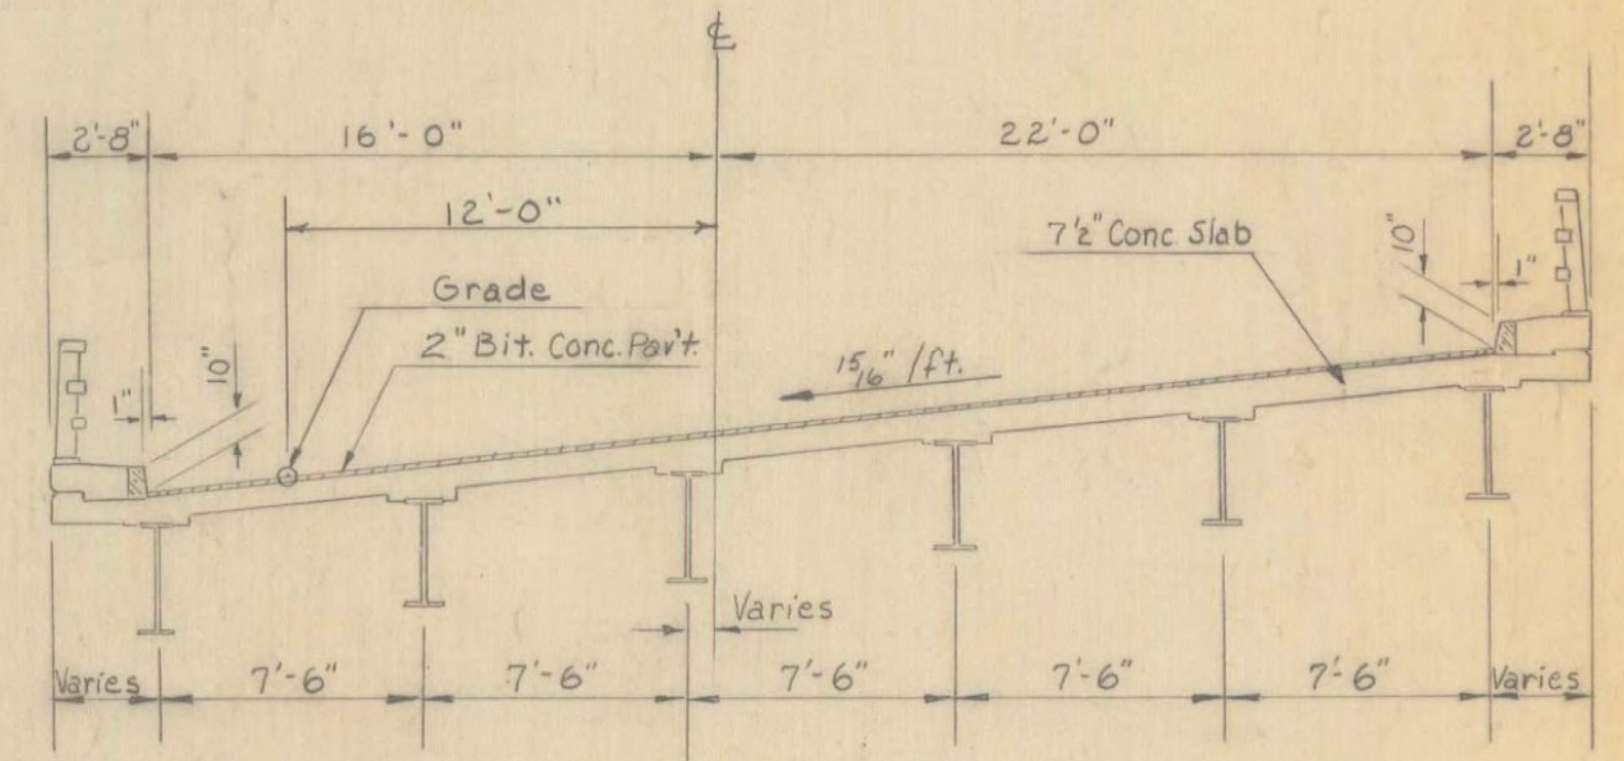 ℄
2'-8"
16'-0"
22'-0"
2'-8"
12'-0"
7½" Conc Slab
10"
1"
Grade
2" Bit. Conc. Pav't.
15/16" /ft.
10"
1"
Varies
Varies
7'-6"
7'-6"
7'-6"
7'-6"
7'-6"
Varies